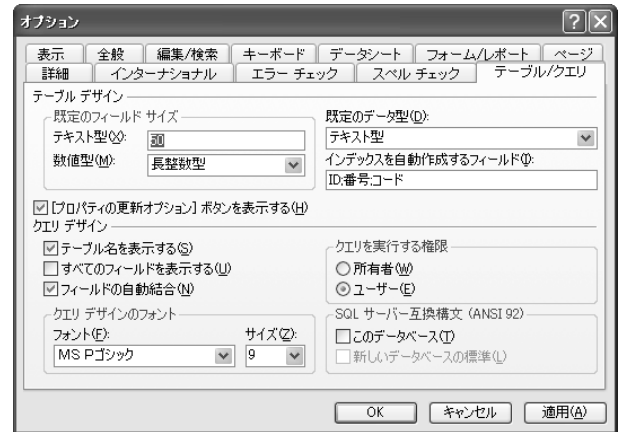 オプション
表示 全般 編集/検索 キーボード データシート フォーム/レポート ページ
詳細 インターナショナル エラー チェック スペル チェック テーブル/クエリ
テーブル デザイン
既定のフィールド サイズ
テキスト型(X): 50
数値型(M): 長整数型
既定のデータ型(D):
テキスト型
インデックスを自動作成するフィールド(I):
ID;番号;コード
[プロパティの更新オプション] ボタンを表示する(H)
クエリ デザイン
テーブル名を表示する(S)
すべてのフィールドを表示する(U)
フィールドの自動結合(N)
クエリを実行する権限
所有者(W)
ユーザー(E)
クエリ デザインのフォント
フォント(F): サイズ(Z):
MS Pゴシック 9
SQL サーバー互換構文 (ANSI 92)
このデータベース(T)
新しいデータベースの標準(L)
OK キャンセル 適用(A)